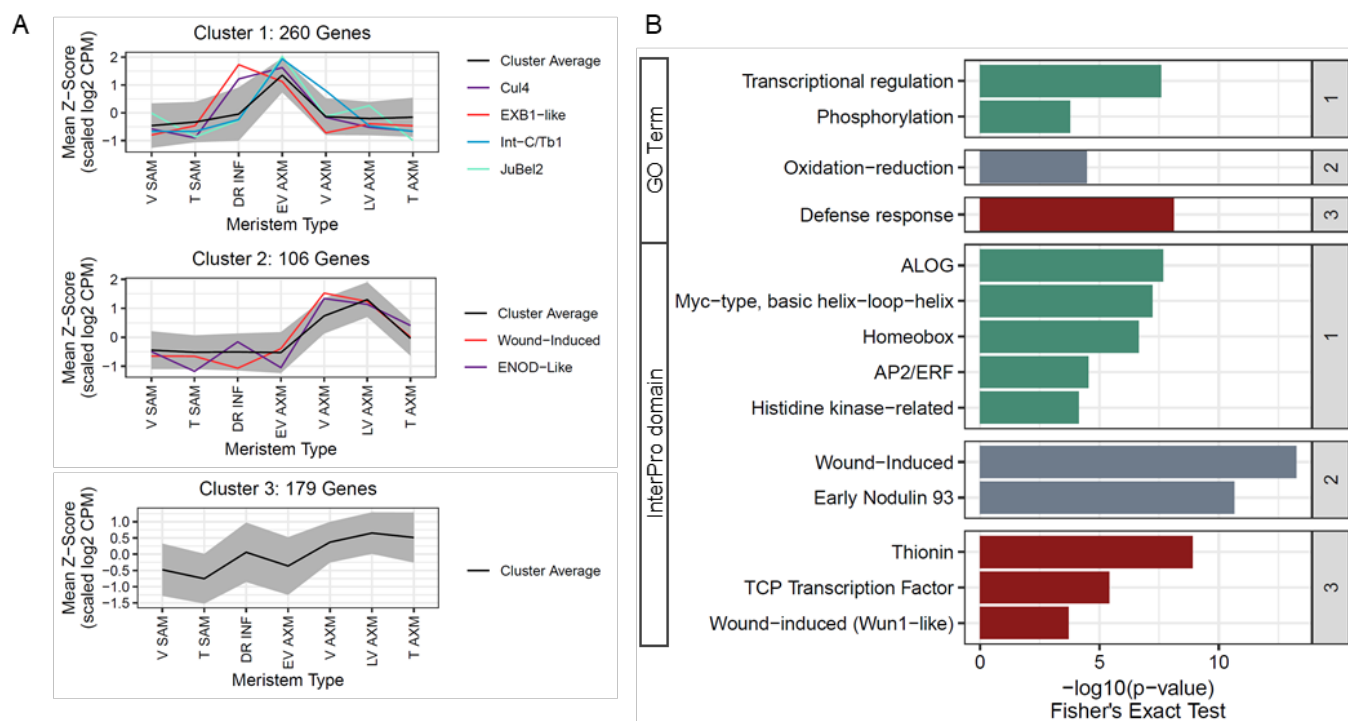 A
Cluster 1: 260 Genes
Mean Z-Score
(scaled log2 CPM)
2
1
0
-1
V SAM
T SAM
DR INF
EV AXM
V AXM
LV AXM
T AXM
Meristem Type
Cluster Average
Cul4
EXB1-like
Int-C/Tb1
JuBel2
Cluster 2: 106 Genes
Mean Z-Score
(scaled log2 CPM)
2
1
0
-1
V SAM
T SAM
DR INF
EV AXM
V AXM
LV AXM
T AXM
Meristem Type
Cluster Average
Wound-Induced
ENOD-Like
Cluster 3: 179 Genes
Mean Z-Score
(scaled log2 CPM)
1.0
0.5
0.0
-0.5
-1.0
-1.5
V SAM
T SAM
DR INF
EV AXM
V AXM
LV AXM
T AXM
Meristem Type
Cluster Average
B
GO Term
Transcriptional regulation
Phosphorylation
1
Oxidation-reduction
2
Defense response
3
InterPro domain
ALOG
Myc-type, basic helix-loop-helix
Homeobox
AP2/ERF
Histidine kinase-related
1
Wound-Induced
Early Nodulin 93
2
Thionin
TCP Transcription Factor
Wound-induced (Wun1-like)
3
0
5
10
-log10(p-value)
Fisher's Exact Test